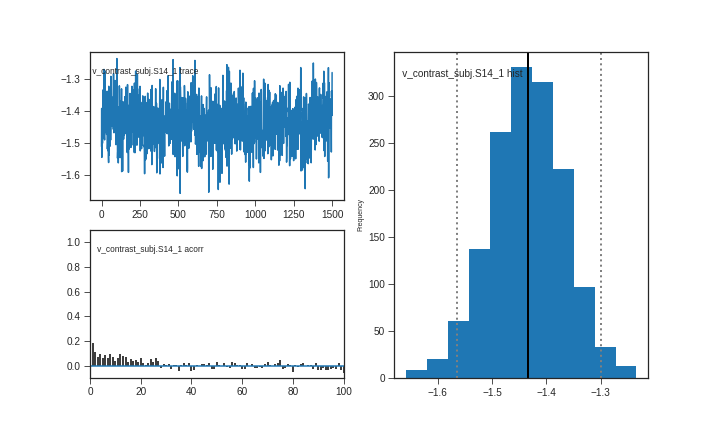 v_contrast_subj.S14_1 trace
−1.3
−1.4
−1.5
−1.6
0 250 500 750 1000 1250 1500
v_contrast_subj.S14_1 acorr
1.0
0.8
0.6
0.4
0.2
0.0
0 20 40 60 80 100
v_contrast_subj.S14_1 hist
Frequency
300
250
200
150
100
50
0
−1.6 −1.5 −1.4 −1.3